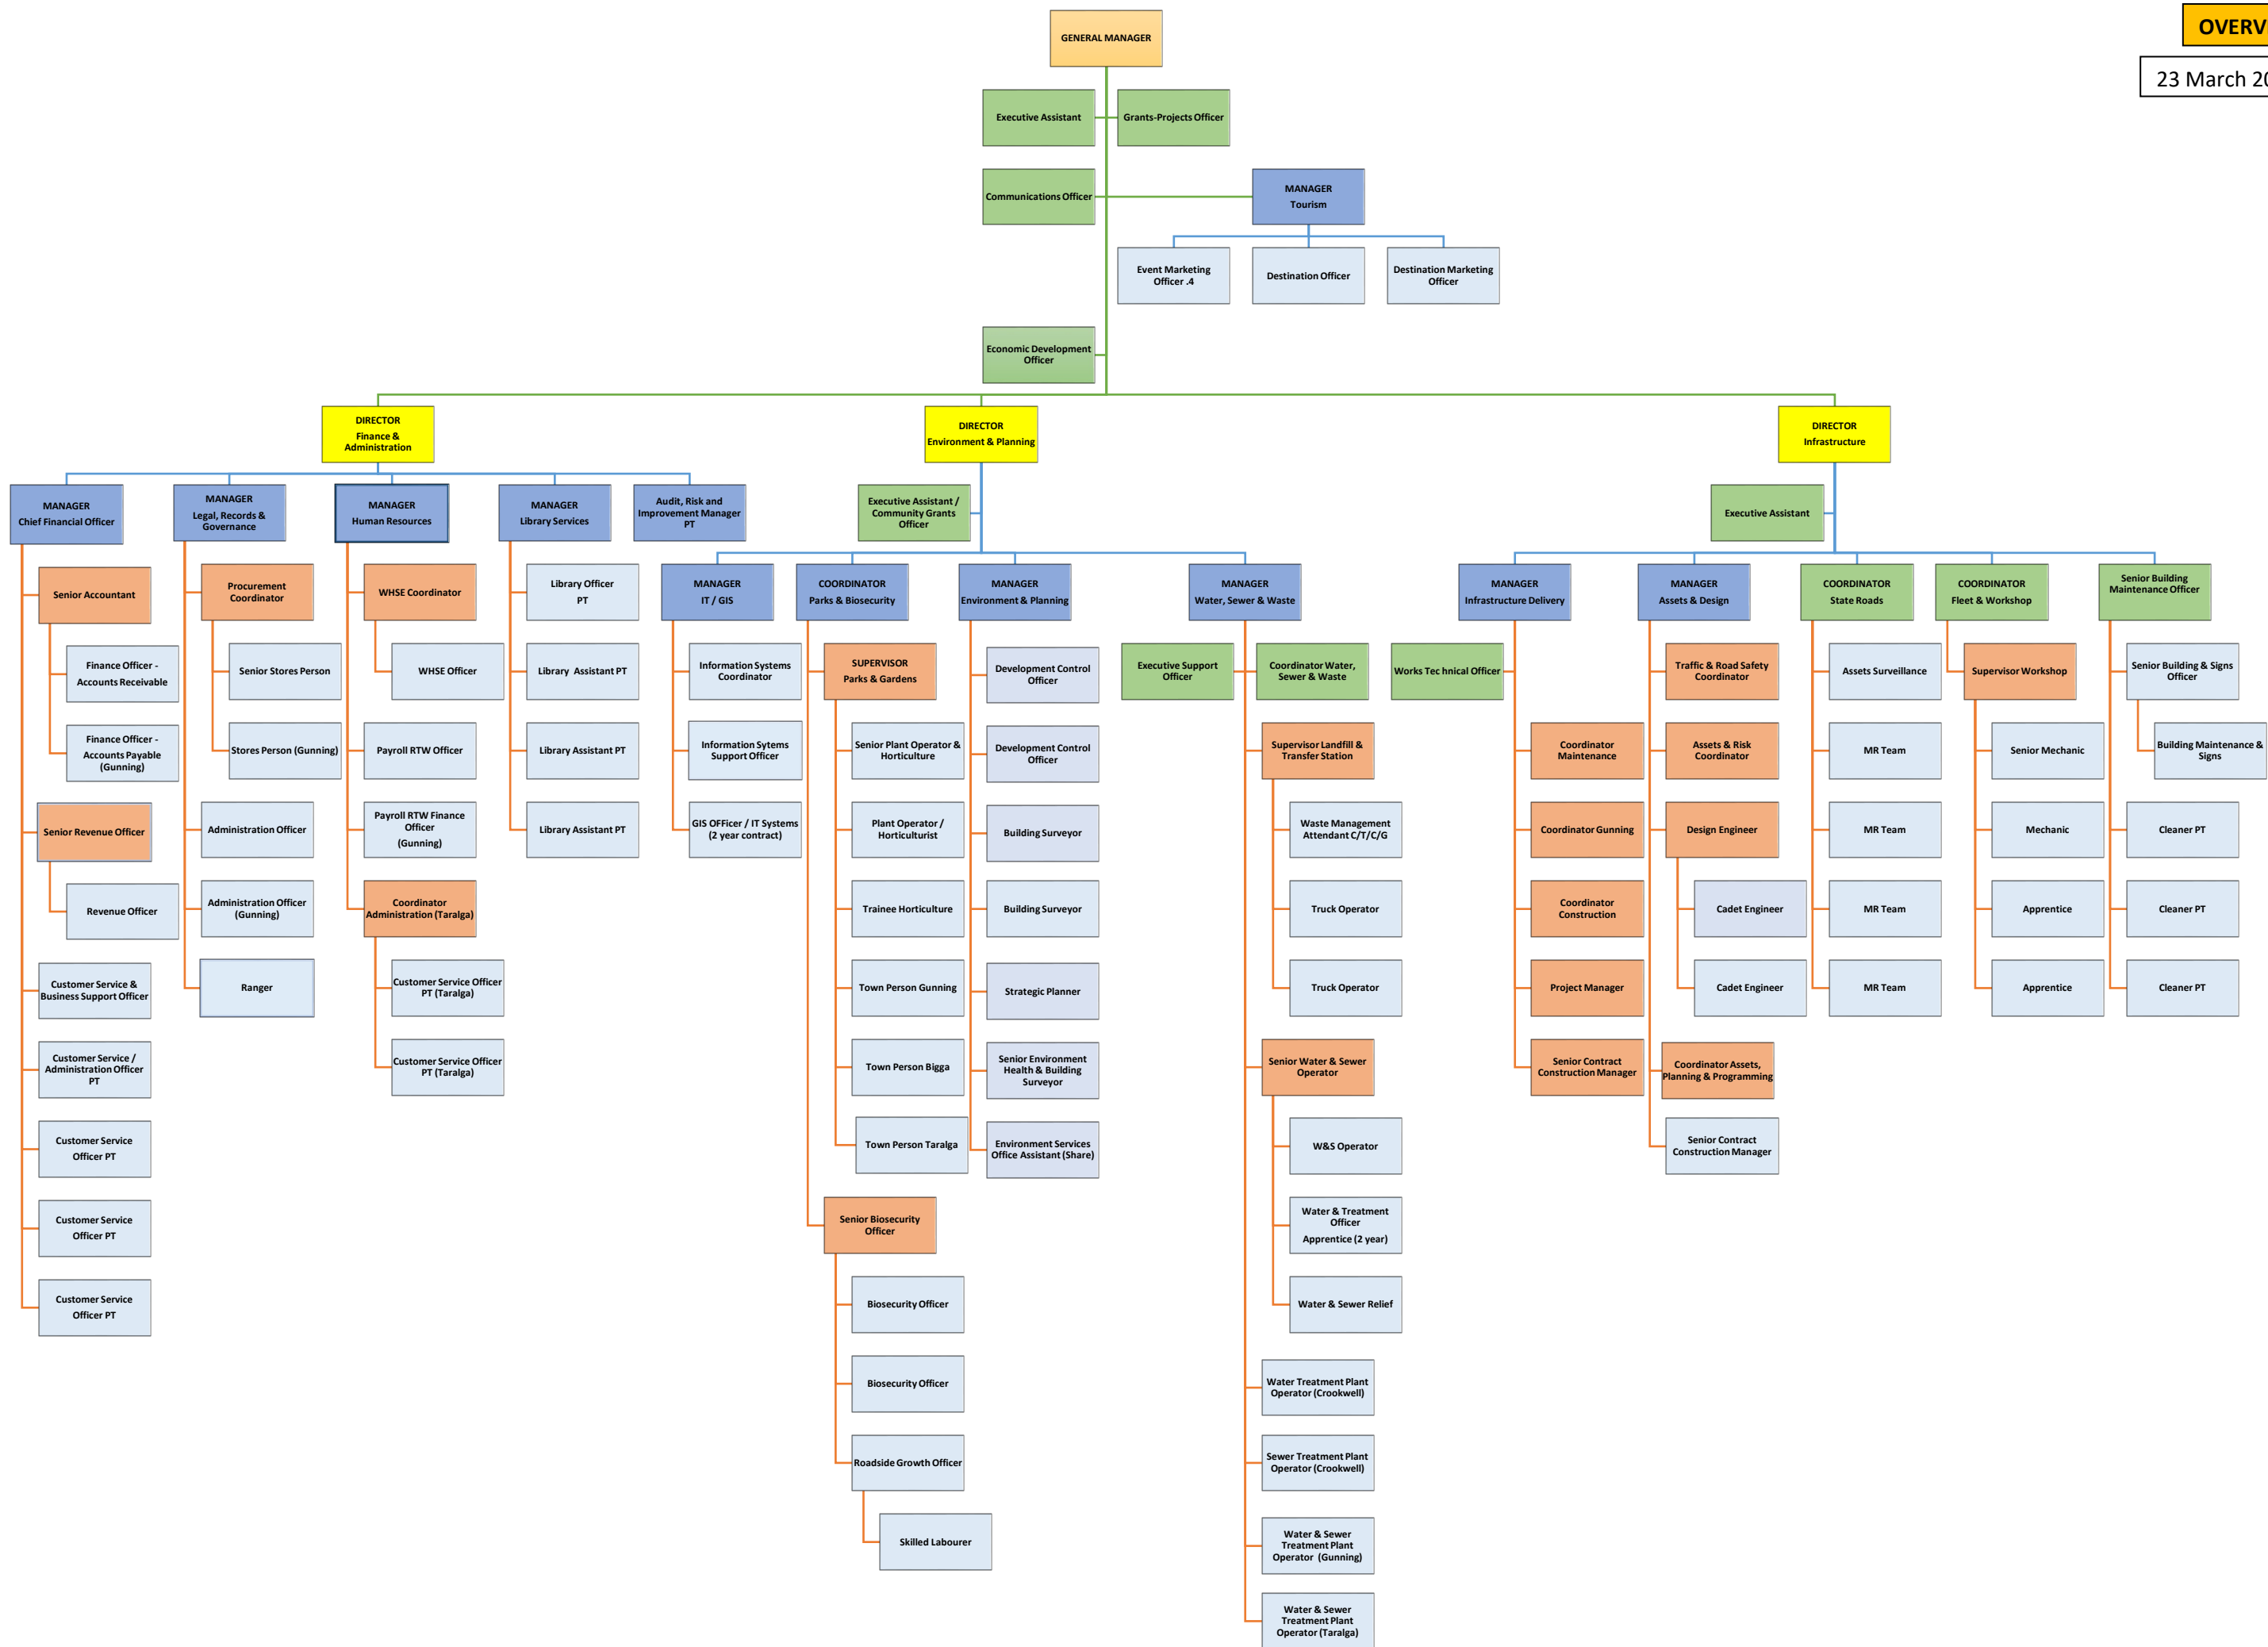 OVERV
23 March 20
GENERAL MANAGER
Executive Assistant
Grants-Projects Officer
Communications Officer
MANAGER
Tourism
Event Marketing
Officer .4
Destination Officer
Destination Marketing
Officer
Economic Development
Officer
DIRECTOR
Finance &
Administration
DIRECTOR
Environment & Planning
DIRECTOR
Infrastructure
MANAGER
Chief Financial Officer
MANAGER
Legal, Records &
Governance
MANAGER
Human Resources
MANAGER
Library Services
Audit, Risk and
Improvement Manager
PT
Executive Assistant /
Community Grants
Officer
Executive Assistant
Senior Accountant
Finance Officer -
Accounts Receivable
Finance Officer -
Accounts Payable
(Gunning)
Senior Revenue Officer
Revenue Officer
Customer Service &
Business Support Officer
Customer Service /
Administration Officer
PT
Customer Service
Officer PT
Customer Service
Officer PT
Customer Service
Officer PT
Procurement
Coordinator
Senior Stores Person
Stores Person (Gunning)
Administration Officer
Administration Officer
(Gunning)
Ranger
WHSE Coordinator
WHSE Officer
Payroll RTW Officer
Payroll RTW Finance
Officer
(Gunning)
Coordinator
Administration (Taralga)
Customer Service Officer
PT (Taralga)
Customer Service Officer
PT (Taralga)
Library Officer
PT
Library Assistant PT
Library Assistant PT
Library Assistant PT
MANAGER
IT / GIS
Information Systems
Coordinator
Information Sytems
Support Officer
GIS OFFicer / IT Systems
(2 year contract)
COORDINATOR
Parks & Biosecurity
SUPERVISOR
Parks & Gardens
Senior Plant Operator &
Horticulture
Plant Operator /
Horticulturist
Trainee Horticulture
Town Person Gunning
Town Person Bigga
Town Person Taralga
Senior Biosecurity
Officer
Biosecurity Officer
Biosecurity Officer
Roadside Growth Officer
Skilled Labourer
MANAGER
Environment & Planning
Development Control
Officer
Development Control
Officer
Building Surveyor
Building Surveyor
Strategic Planner
Senior Environment
Health & Building
Surveyor
Environment Services
Office Assistant (Share)
MANAGER
Water, Sewer & Waste
Executive Support
Officer
Coordinator Water,
Sewer & Waste
Supervisor Landfill &
Transfer Station
Waste Management
Attendant C/T/C/G
Truck Operator
Truck Operator
Senior Water & Sewer
Operator
W&S Operator
Water & Treatment
Officer
Apprentice (2 year)
Water & Sewer Relief
Water Treatment Plant
Operator (Crookwell)
Sewer Treatment Plant
Operator (Crookwell)
Water & Sewer
Treatment Plant
Operator (Gunning)
Water & Sewer
Treatment Plant
Operator (Taralga)
MANAGER
Infrastructure Delivery
Works Tec hnical Officer
Coordinator
Maintenance
Coordinator Gunning
Coordinator
Construction
Project Manager
Senior Contract
Construction Manager
MANAGER
Assets & Design
Traffic & Road Safety
Coordinator
Assets & Risk
Coordinator
Design Engineer
Cadet Engineer
Cadet Engineer
Coordinator Assets,
Planning & Programming
Senior Contract
Construction Manager
COORDINATOR
State Roads
Assets Surveillance
MR Team
MR Team
MR Team
MR Team
COORDINATOR
Fleet & Workshop
Supervisor Workshop
Senior Mechanic
Mechanic
Apprentice
Apprentice
Senior Building
Maintenance Officer
Senior Building & Signs
Officer
Building Maintenance &
Signs
Cleaner PT
Cleaner PT
Cleaner PT